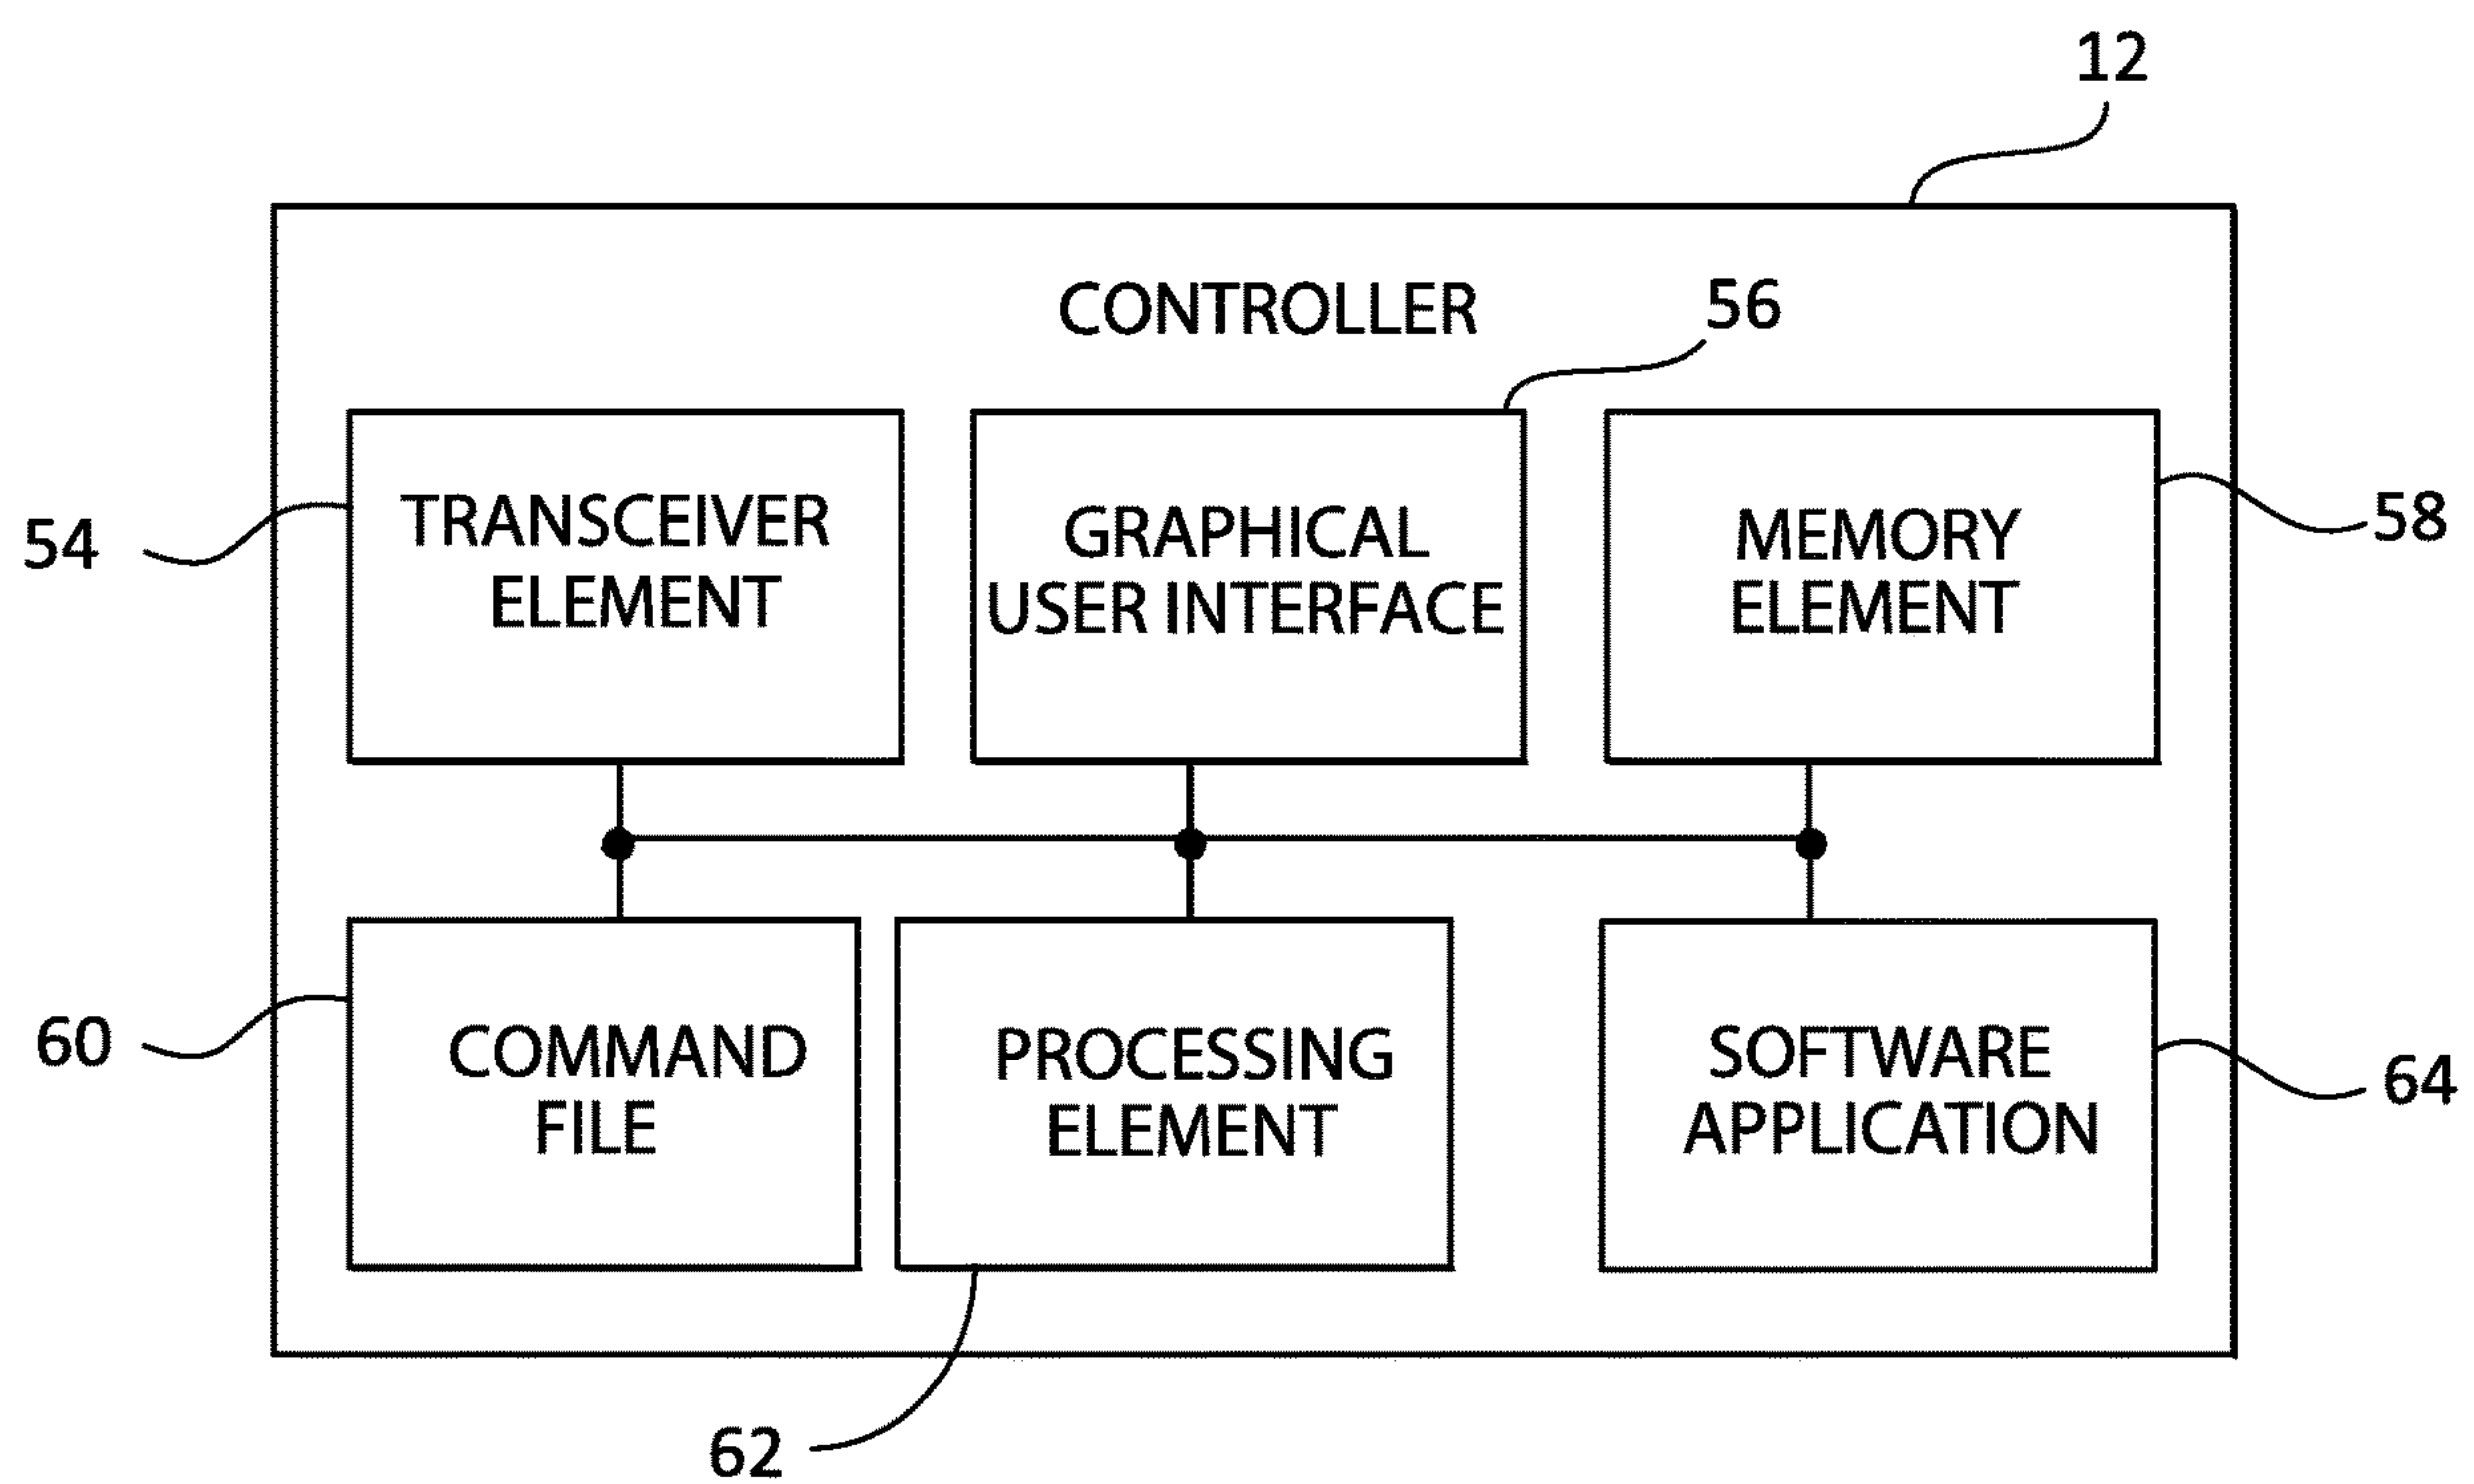 12
CONTROLLER
56
54
TRANSCEIVER
ELEMENT
GRAPHICAL
USER INTERFACE
MEMORY
ELEMENT
58
60
COMMAND
FILE
PROCESSING
ELEMENT
SOFTWARE
APPLICATION
64
62